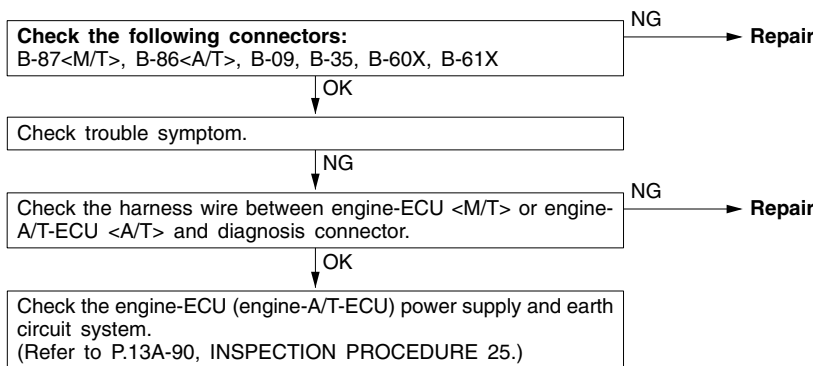 NG
Check the following connectors:
Repair
B-87<M/T>, B-86<A/T>, B-09, B-35, B-60X, B-61X
OK
Check trouble symptom.
NG
NG
Check the harness wire between engine-ECU <M/T> or engine-
Repair
A/T-ECU <A/T> and diagnosis connector.
OK
Check the engine-ECU (engine-A/T-ECU) power supply and earth
circuit system.
(Refer to P.13A-90, INSPECTION PROCEDURE 25.)